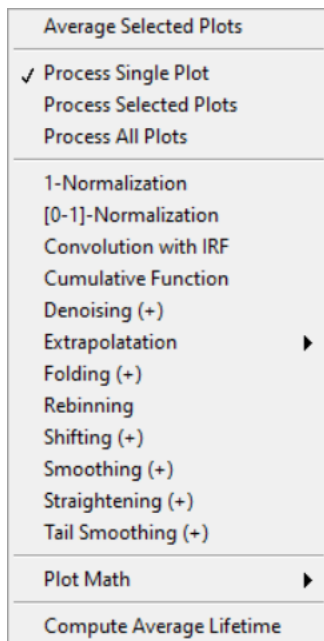 Average Selected Plots
✓ Process Single Plot
Process Selected Plots
Process All Plots
1-Normalization
[0-1]-Normalization
Convolution with IRF
Cumulative Function
Denoising (+)
Extrapolatation
Folding (+)
Rebinning
Shifting (+)
Smoothing (+)
Straightening (+)
Tail Smoothing (+)
Plot Math
Compute Average Lifetime